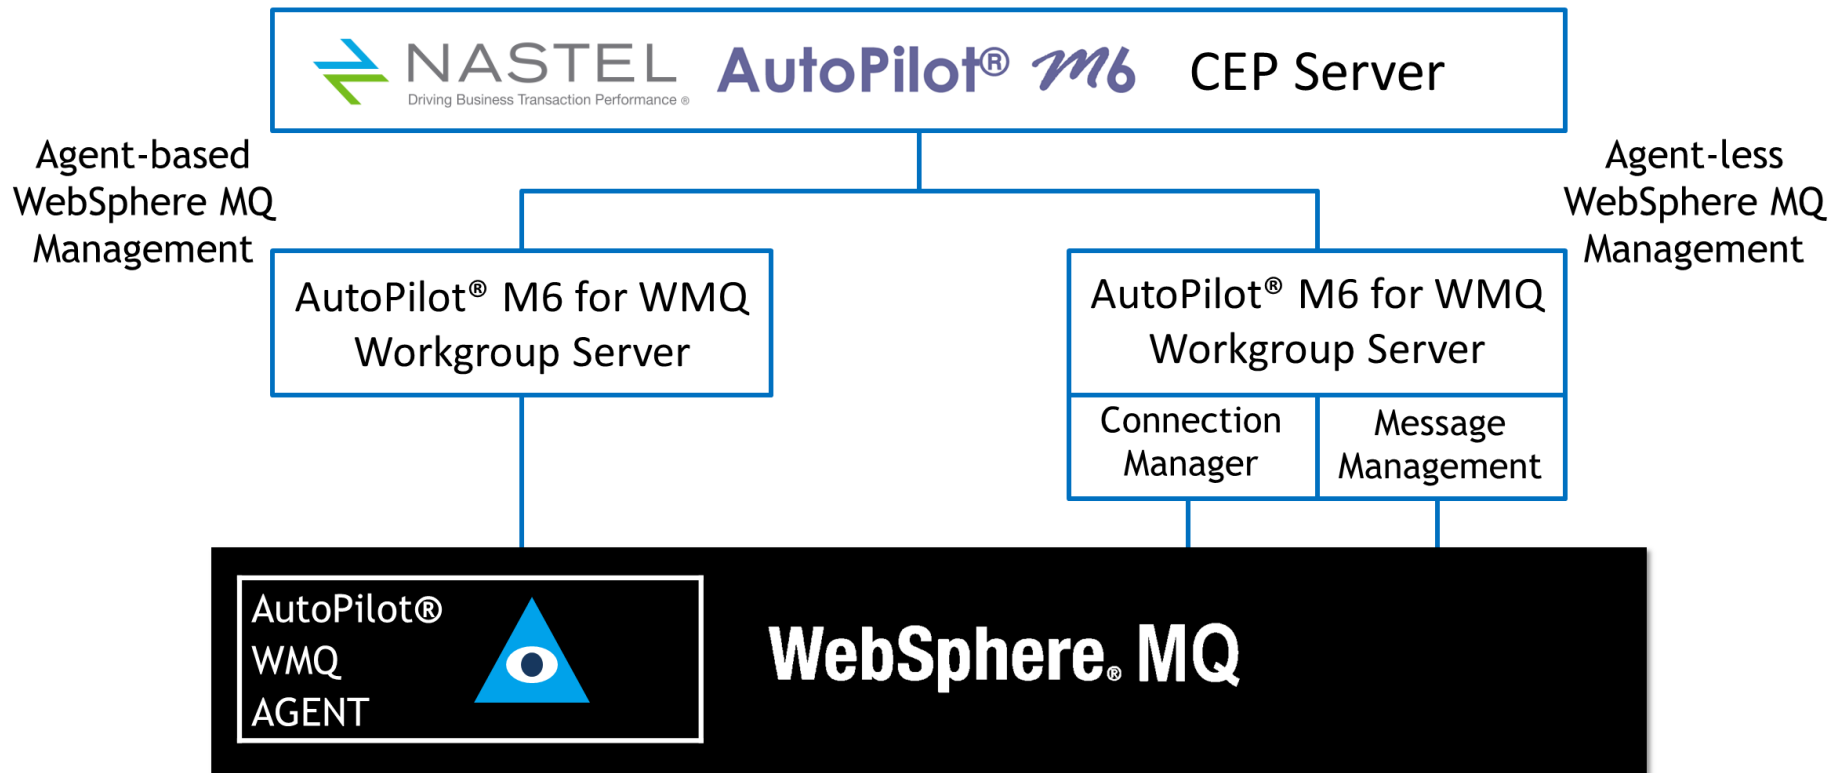 NASTEL
Driving Business Transaction Performance ®
AutoPilot® M6 CEP Server
Agent-based
WebSphere MQ
Management
Agent-less
WebSphere MQ
Management
AutoPilot® M6 for WMQ
Workgroup Server
AutoPilot® M6 for WMQ
Workgroup Server
Connection
Manager
Message
Management
AutoPilot®
WMQ
AGENT
WebSphere® MQ